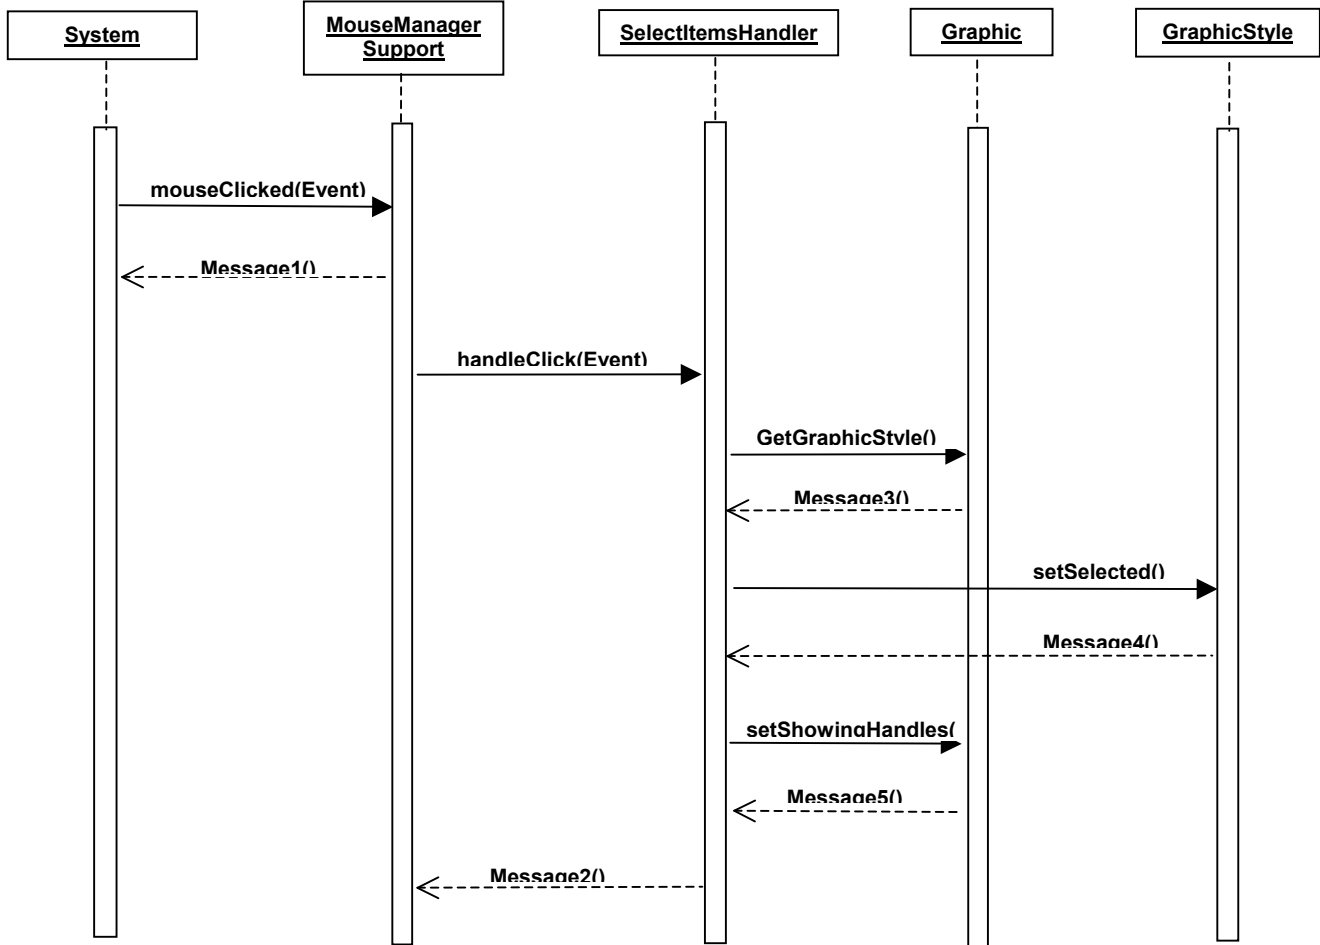 System
MouseManager
Support
SelectItemsHandler
Graphic
GraphicStyle
mouseClicked(Event)
Message1()
handleClick(Event)
GetGraphicStyle()
Message3()
setSelected()
Message4()
setShowingHandles(
Message5()
Message2()